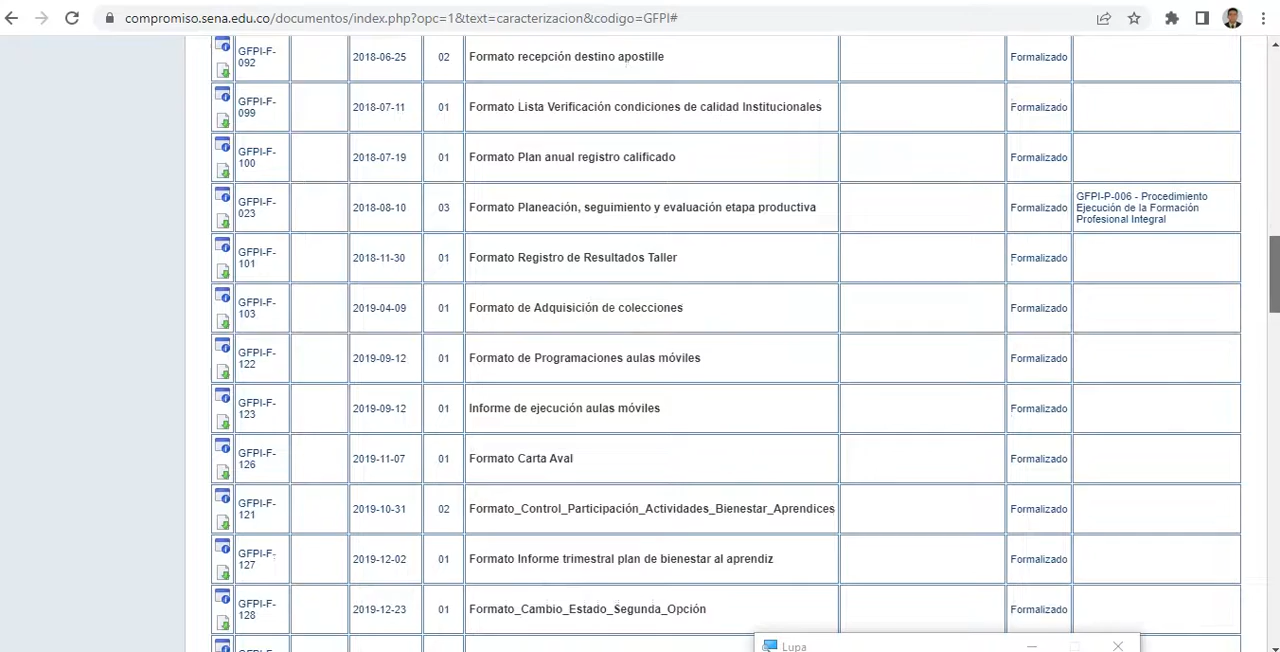 compromiso.sena.edu.co/documentos/index.php?opc=1&text=caracterizacion&codigo=GFPI#
GFPI-F-
092
2018-06-25
02
Formato recepción destino apostille
Formalizado
GFPI-F-
099
2018-07-11
01
Formato Lista Verificación condiciones de calidad Institucionales
Formalizado
GFPI-F-
100
2018-07-19
01
Formato Plan anual registro calificado
Formalizado
GFPI-F-
023
2018-08-10
03
Formato Planeación, seguimiento y evaluación etapa productiva
Formalizado
GFPI-P-006 - Procedimiento
Ejecución de la Formación
Profesional Integral
GFPI-F-
101
2018-11-30
01
Formato Registro de Resultados Taller
Formalizado
GFPI-F-
103
2019-04-09
01
Formato de Adquisición de colecciones
Formalizado
GFPI-F-
122
2019-09-12
01
Formato de Programaciones aulas móviles
Formalizado
GFPI-F-
123
2019-09-12
01
Informe de ejecución aulas móviles
Formalizado
GFPI-F-
126
2019-11-07
01
Formato Carta Aval
Formalizado
GFPI-F-
121
2019-10-31
02
Formato_Control_Participación_Actividades_Bienestar_Aprendices
Formalizado
GFPI-F-
127
2019-12-02
01
Formato Informe trimestral plan de bienestar al aprendiz
Formalizado
GFPI-F-
128
2019-12-23
01
Formato_Cambio_Estado_Segunda_Opción
Formalizado
Lupa